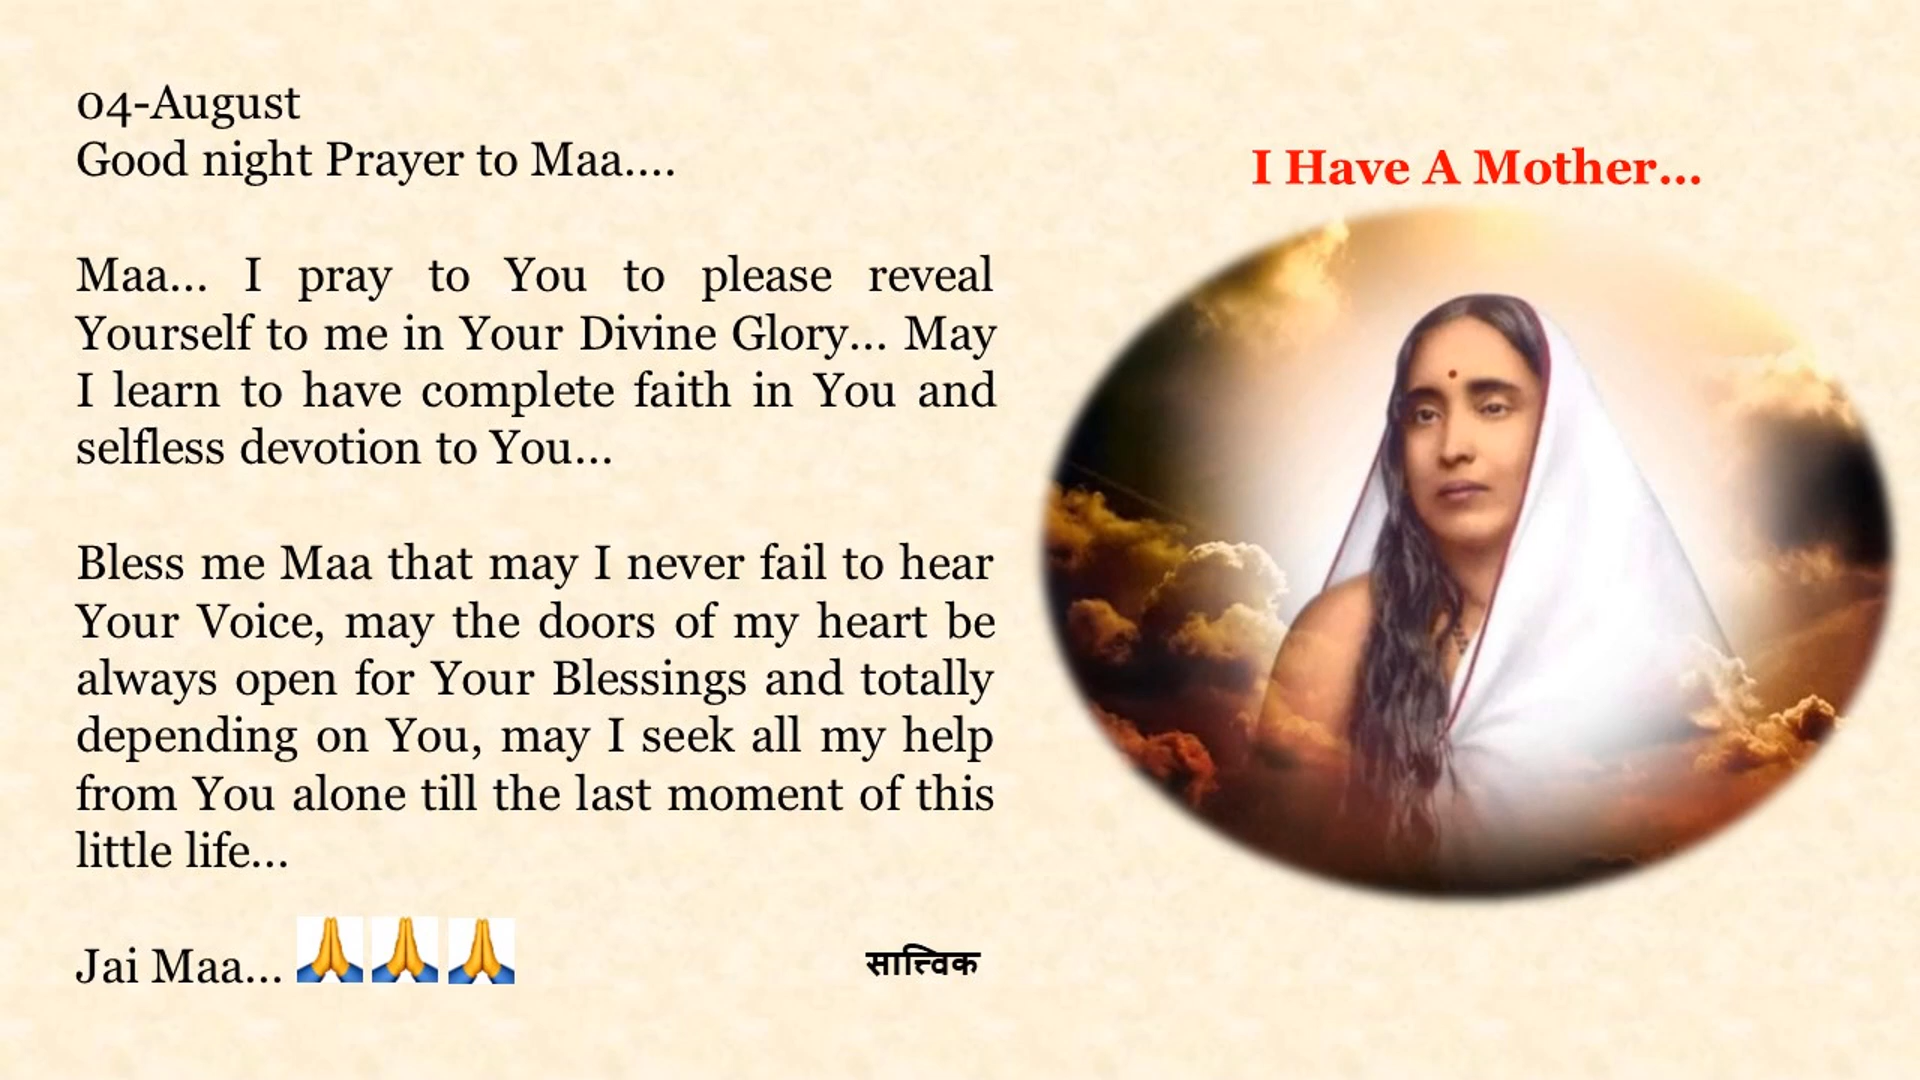 04-August
Good night Prayer to Maa....
I Have A Mother...
Maa... I pray to You to please reveal
Yourself to me in Your Divine Glory... May
I learn to have complete faith in You and
selfless devotion to You...
Bless me Maa that may I never fail to hear
Your Voice, may the doors of my heart be
always open for Your Blessings and totally
depending on You, may I seek all my help
from You alone till the last moment of this
little life...
Jai Maa... 🙏🙏🙏
सात्त्विक